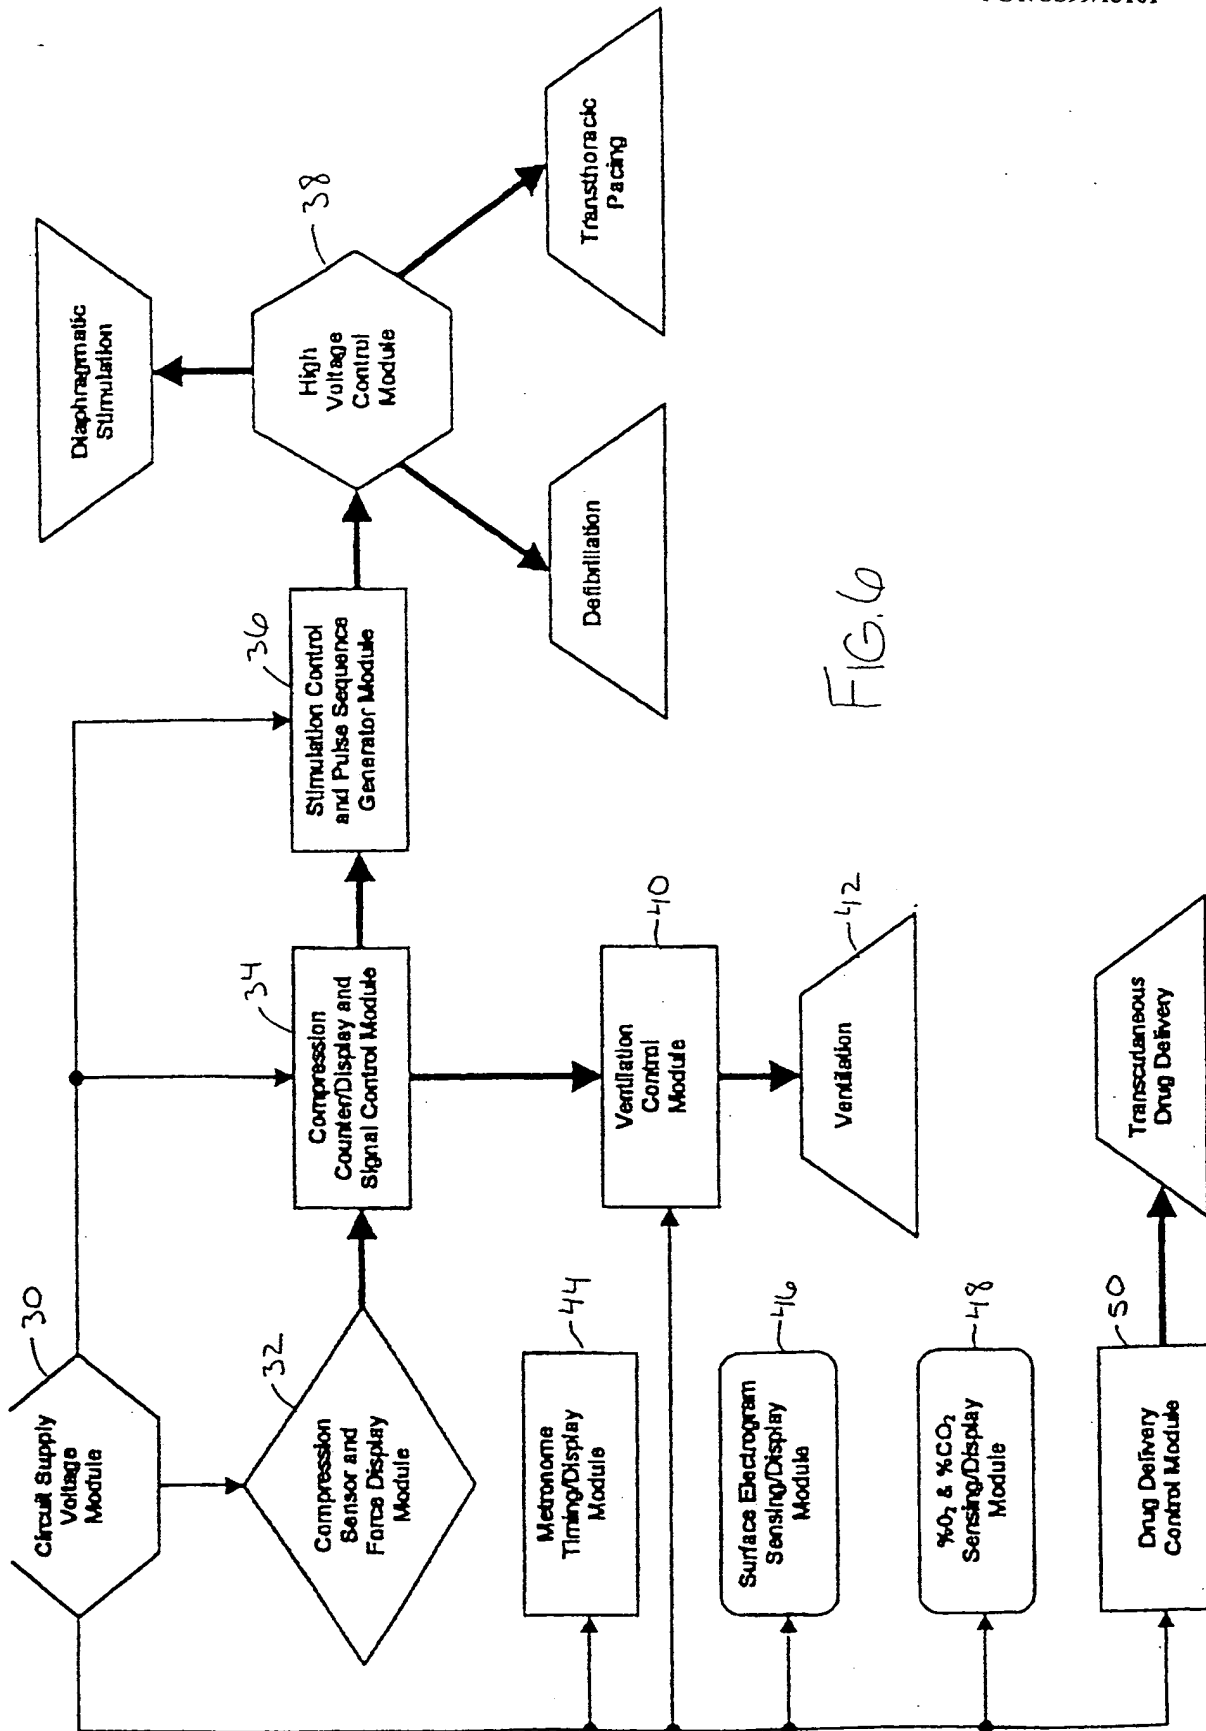 30
Circuit Supply
Voltage
Module
32
Compression
Sensor and
Force Display
Module
34
Compression
Counter/Display and
Signal Control Module
36
Stimulation Control
and Pulse Sequence
Generator Module
38
High
Voltage
Control
Module
Diaphragmatic
Stimulation
Defibrillation
Transthoracic
Pacing
44
Metronome
Timing/Display
Module
40
Ventilation
Control
Module
46
Surface Electrogram
Sensing/Display
Module
42
Ventilation
48
%O₂ & %CO₂
Sensing/Display
Module
50
Drug Delivery
Control Module
Transcutaneous
Drug Delivery
FIG. 6